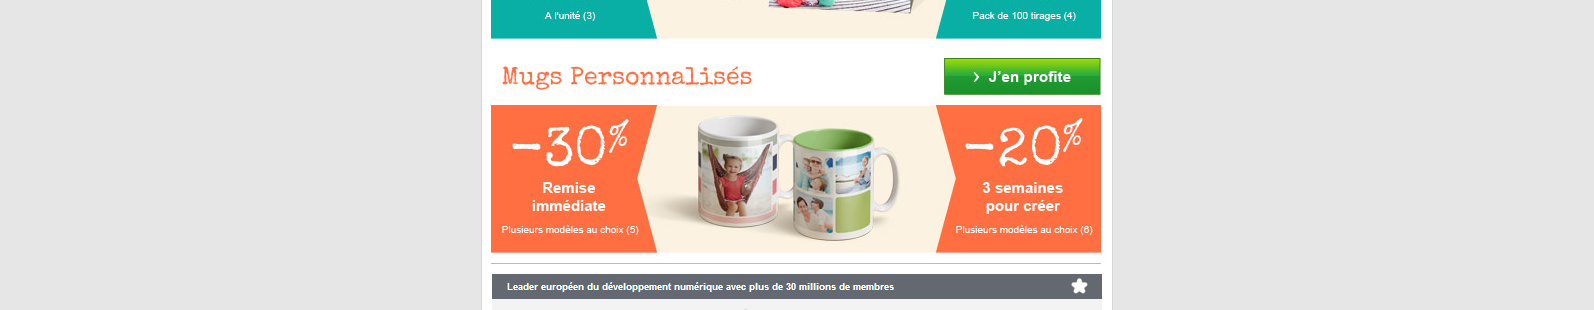 A l'unité (3)
Pack de 100 tirages (4)
Mugs Personnalisés
J'en profite
-30%
Remise
immédiate
Plusieurs modèles au choix (5)
-20%
3 semaines
pour créer
Plusieurs modèles au choix (6)
Leader européen du développement numérique avec plus de 30 millions de membres